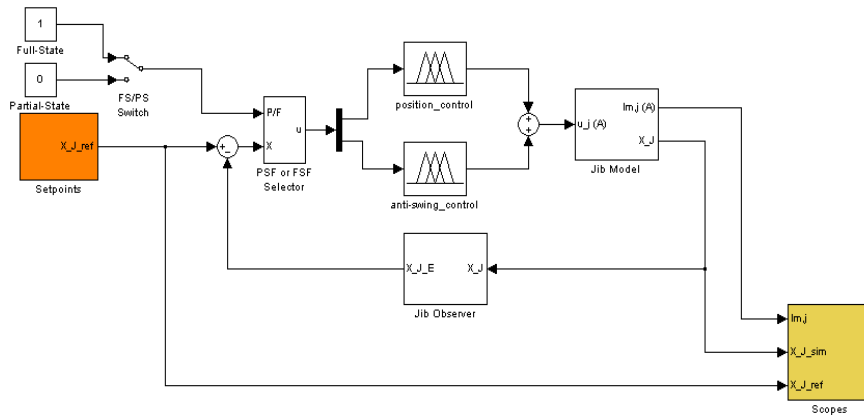 1
Full-State
0
Partial-State
FS/PS
Switch
X_J_ref
Setpoints
P/F
u
X
PSF or FSF
Selector
position_control
anti-swing_control
u_j (A)
Im,j (A)
X_J
Jib Model
X_J_E
X_J
Jib Observer
Im,j
X_J_sim
X_J_ref
Scopes